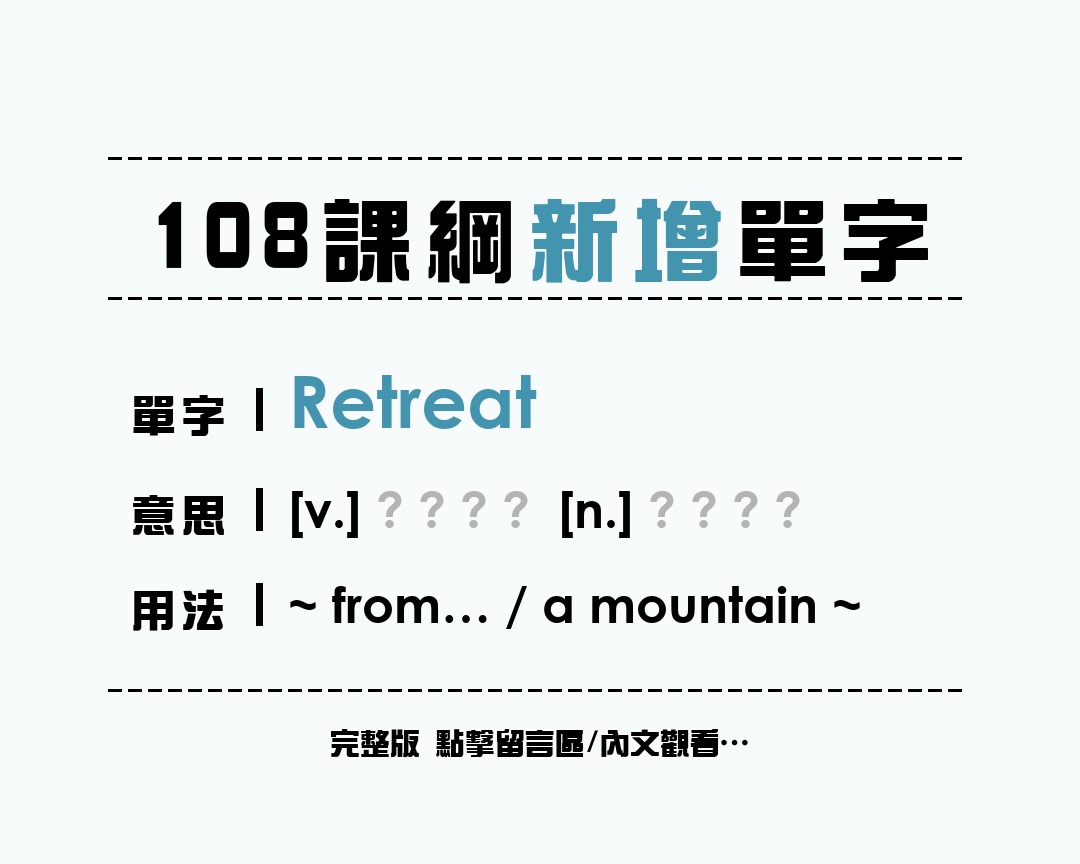 108課綱新增單字
單字 | Retreat
意思 | [v.] ???? [n.] ????
用法 | ~ from… / a mountain ~
完整版 點擊留言區/內文觀看…